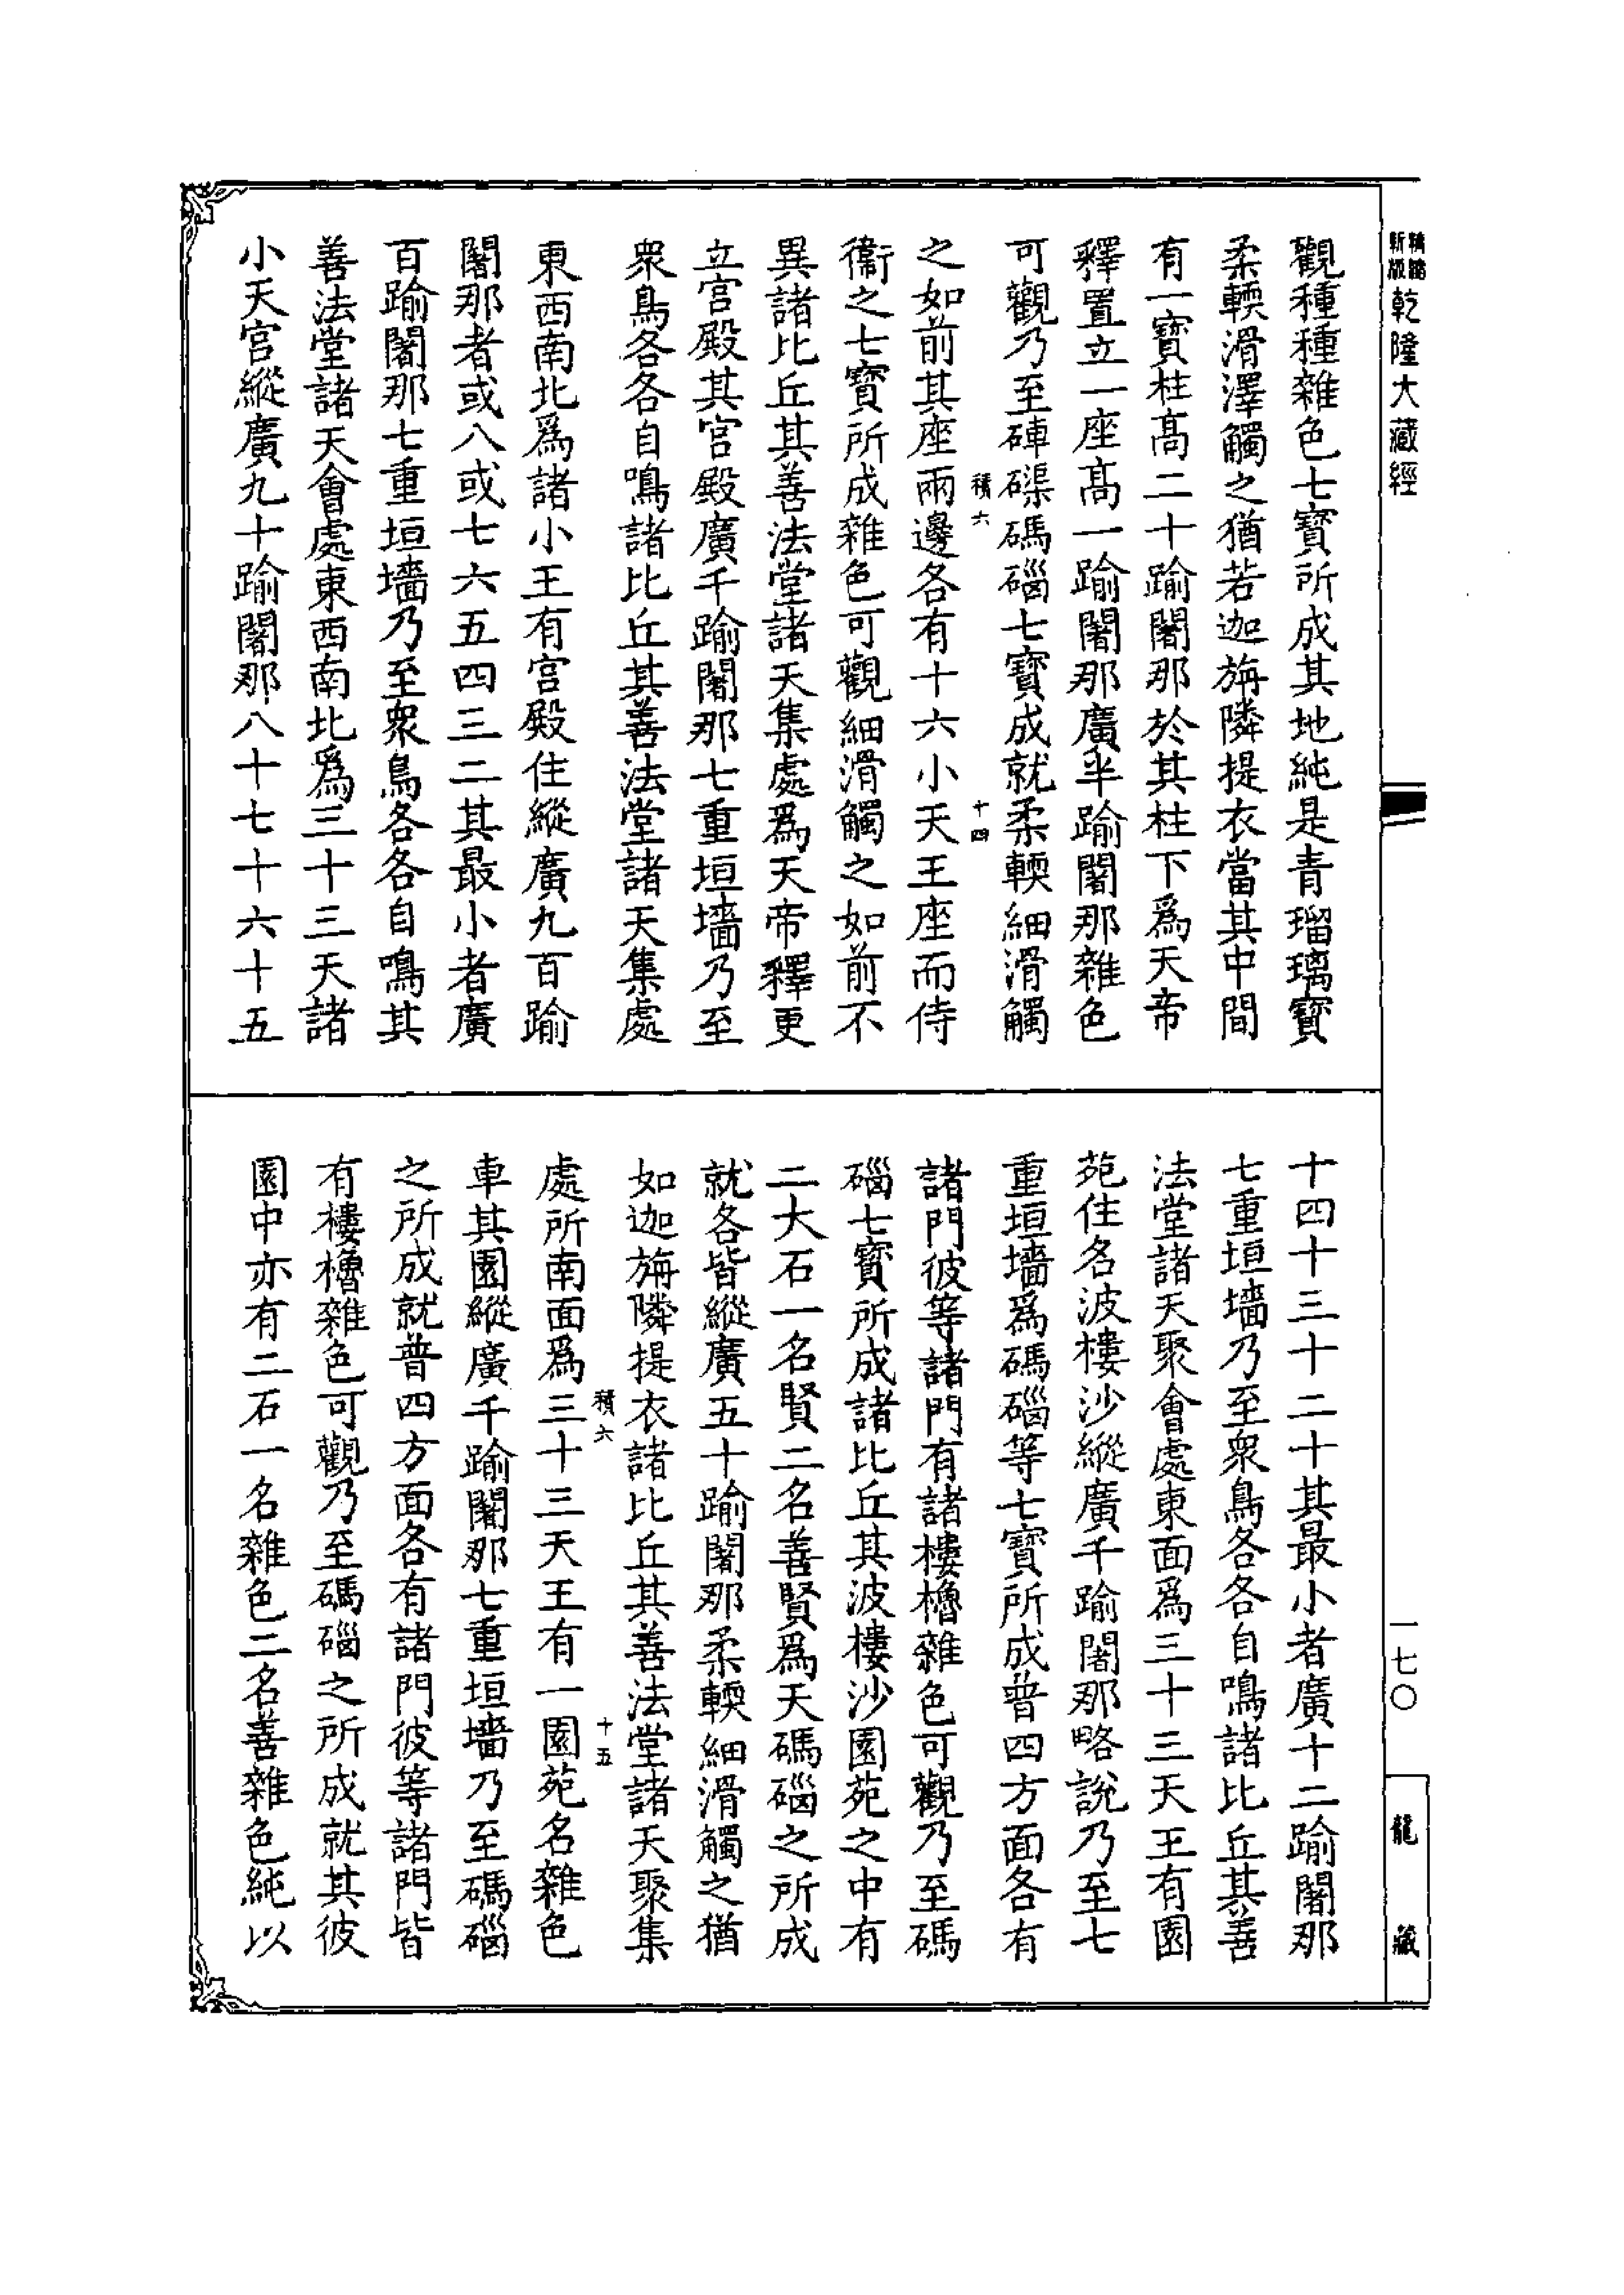 乾隆大藏經
觀種種雜色七寶所成其地純是青瑠璃寶
柔輭滑澤觸之猶若迦旃隣提衣當其中間
有一寶柱高二十踰闍那於其柱下爲天帝
釋置立一座高一踰闍那廣半踰闍那雜色
可觀乃至硨磲碼碯七寶成就柔輭細滑觸
積六
十四
之如前其座兩邊各有十六小天王座而侍
衞之七寶所成雜色可觀細滑觸之如前不
異諸比丘其善法堂諸天集處爲天帝釋更
立宮殿其宮殿廣千踰闍那七重垣墻乃至
衆鳥各各自鳴諸比丘其善法堂諸天集處
東西南北爲諸小王有宮殿住縱廣九百踰
闍那者或八或七六五四三二其最小者廣
百踰闍那七重垣墻乃至衆鳥各各自鳴其
善法堂諸天會處東西南北爲三十三天諸
小天宮縱廣九十踰闍那八十七十六十五
十四十三十二十其最小者廣十二踰闍那
七重垣墻乃至衆鳥各各自鳴諸比丘其善
法堂諸天聚會處東面爲三十三天王有園
苑住名波樓沙縱廣千踰闍那略說乃至七
重垣墻爲碼碯等七寶所成普四方面各有
諸門彼等諸門有諸樓櫓雜色可觀乃至碼
碯七寶所成諸比丘其波樓沙園苑之中有
二大石一名賢二名善賢爲天碼碯之所成
就各皆縱廣五十踰闍那柔輭細滑觸之猶
如迦旃隣提衣諸比丘其善法堂諸天聚集
積六
十五
處所南面爲三十三天王有一園苑名雜色
車其園縱廣千踰闍那七重垣墻乃至碼碯
之所成就普四方面各有諸門彼等諸門皆
有樓櫓雜色可觀乃至碼碯之所成就其彼
園中亦有二石一名雜色二名善雜色純以
一七〇
龍藏